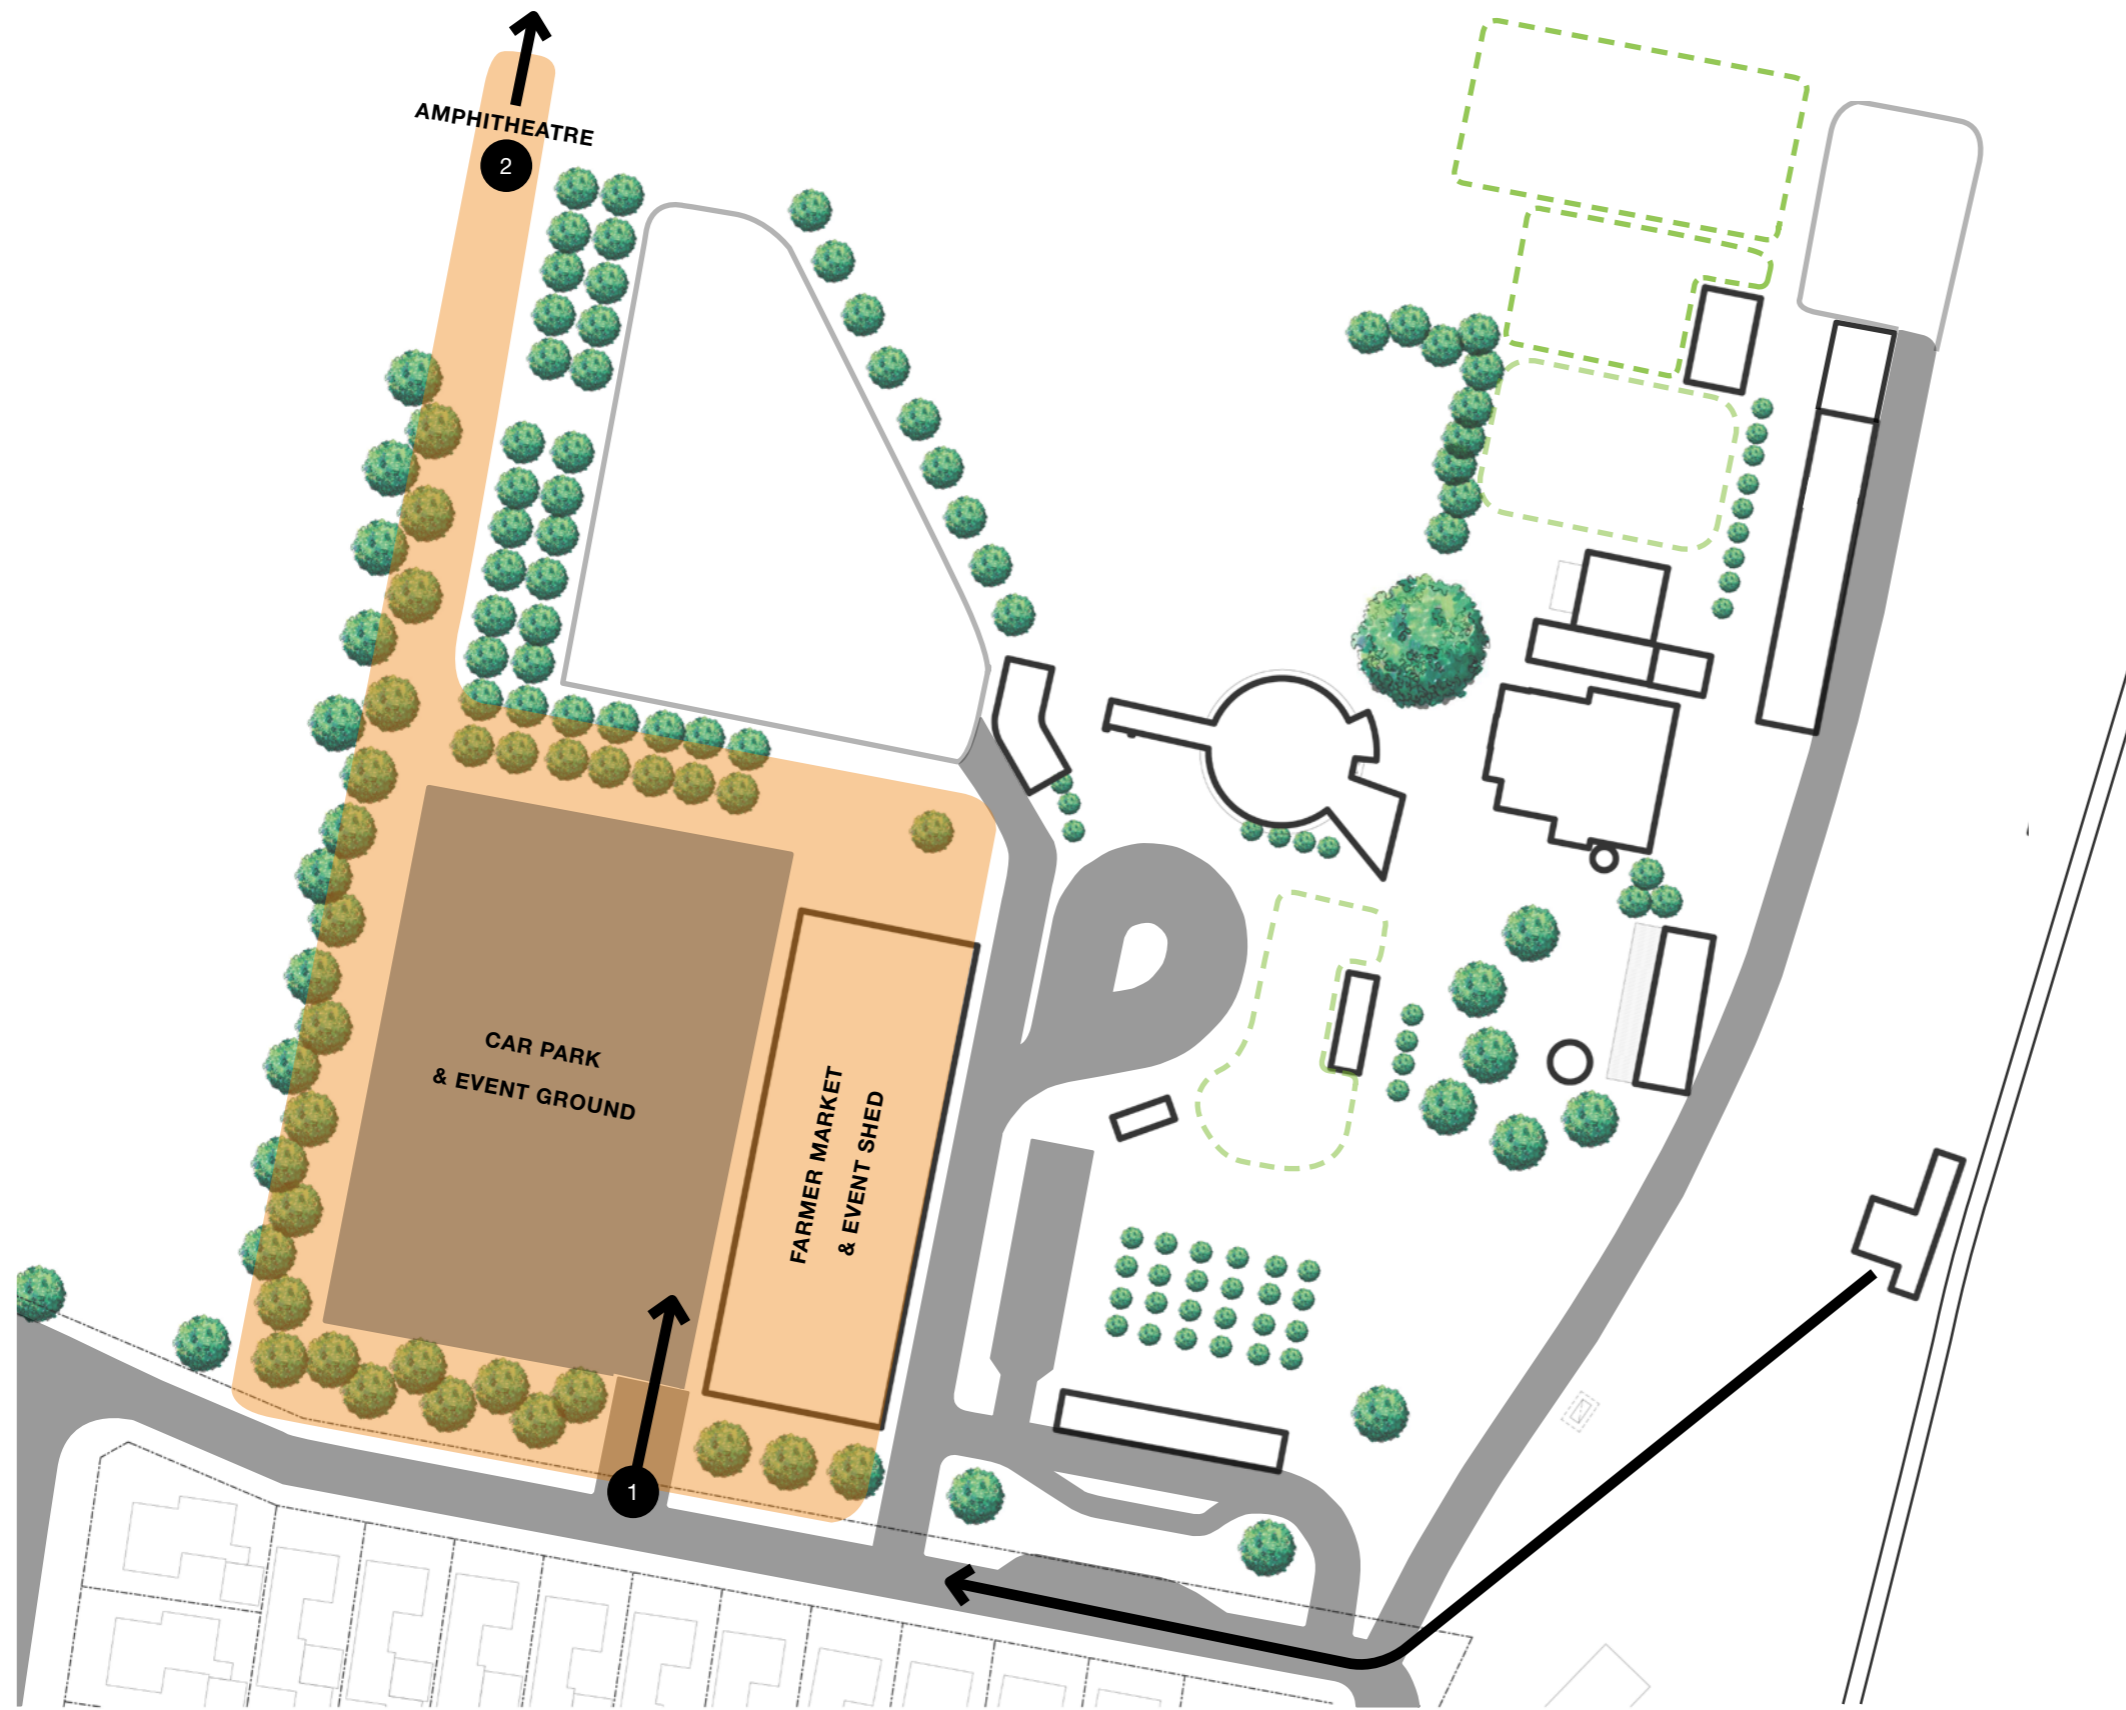 AMPHITHEATRE
2
CAR PARK
& EVENT GROUND
FARMER MARKET
& EVENT SHED
1